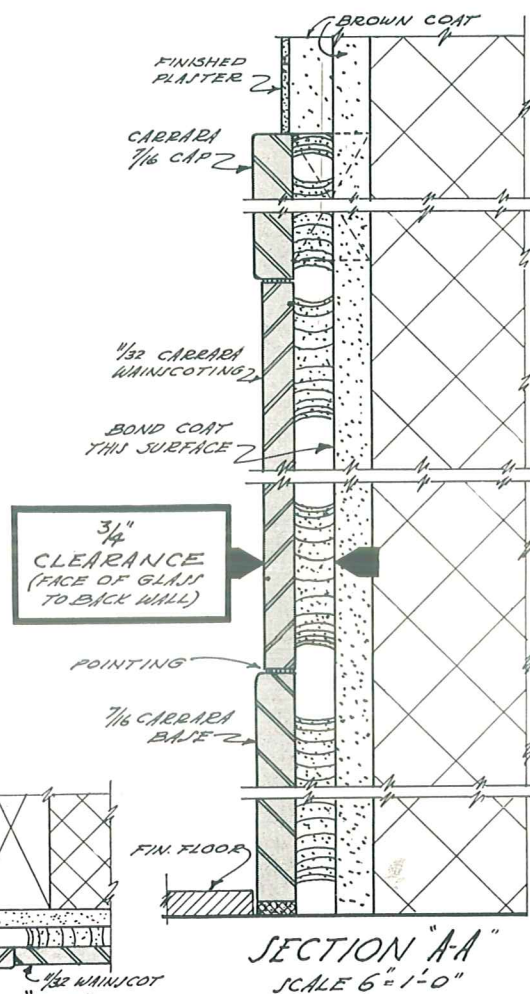 BROWN COAT
FINISHED
PLASTER
CARRARA
7/16 CAP
11/32 CARRARA
WAINSCOTING
BOND COAT
THIS SURFACE
3/4"
CLEARANCE
(FACE OF GLASS
TO BACK WALL)
POINTING
7/16 CARRARA
BASE
FIN. FLOOR
11/32 WAINSCOT
SECTION "A-A"
SCALE 6"=1'-0"